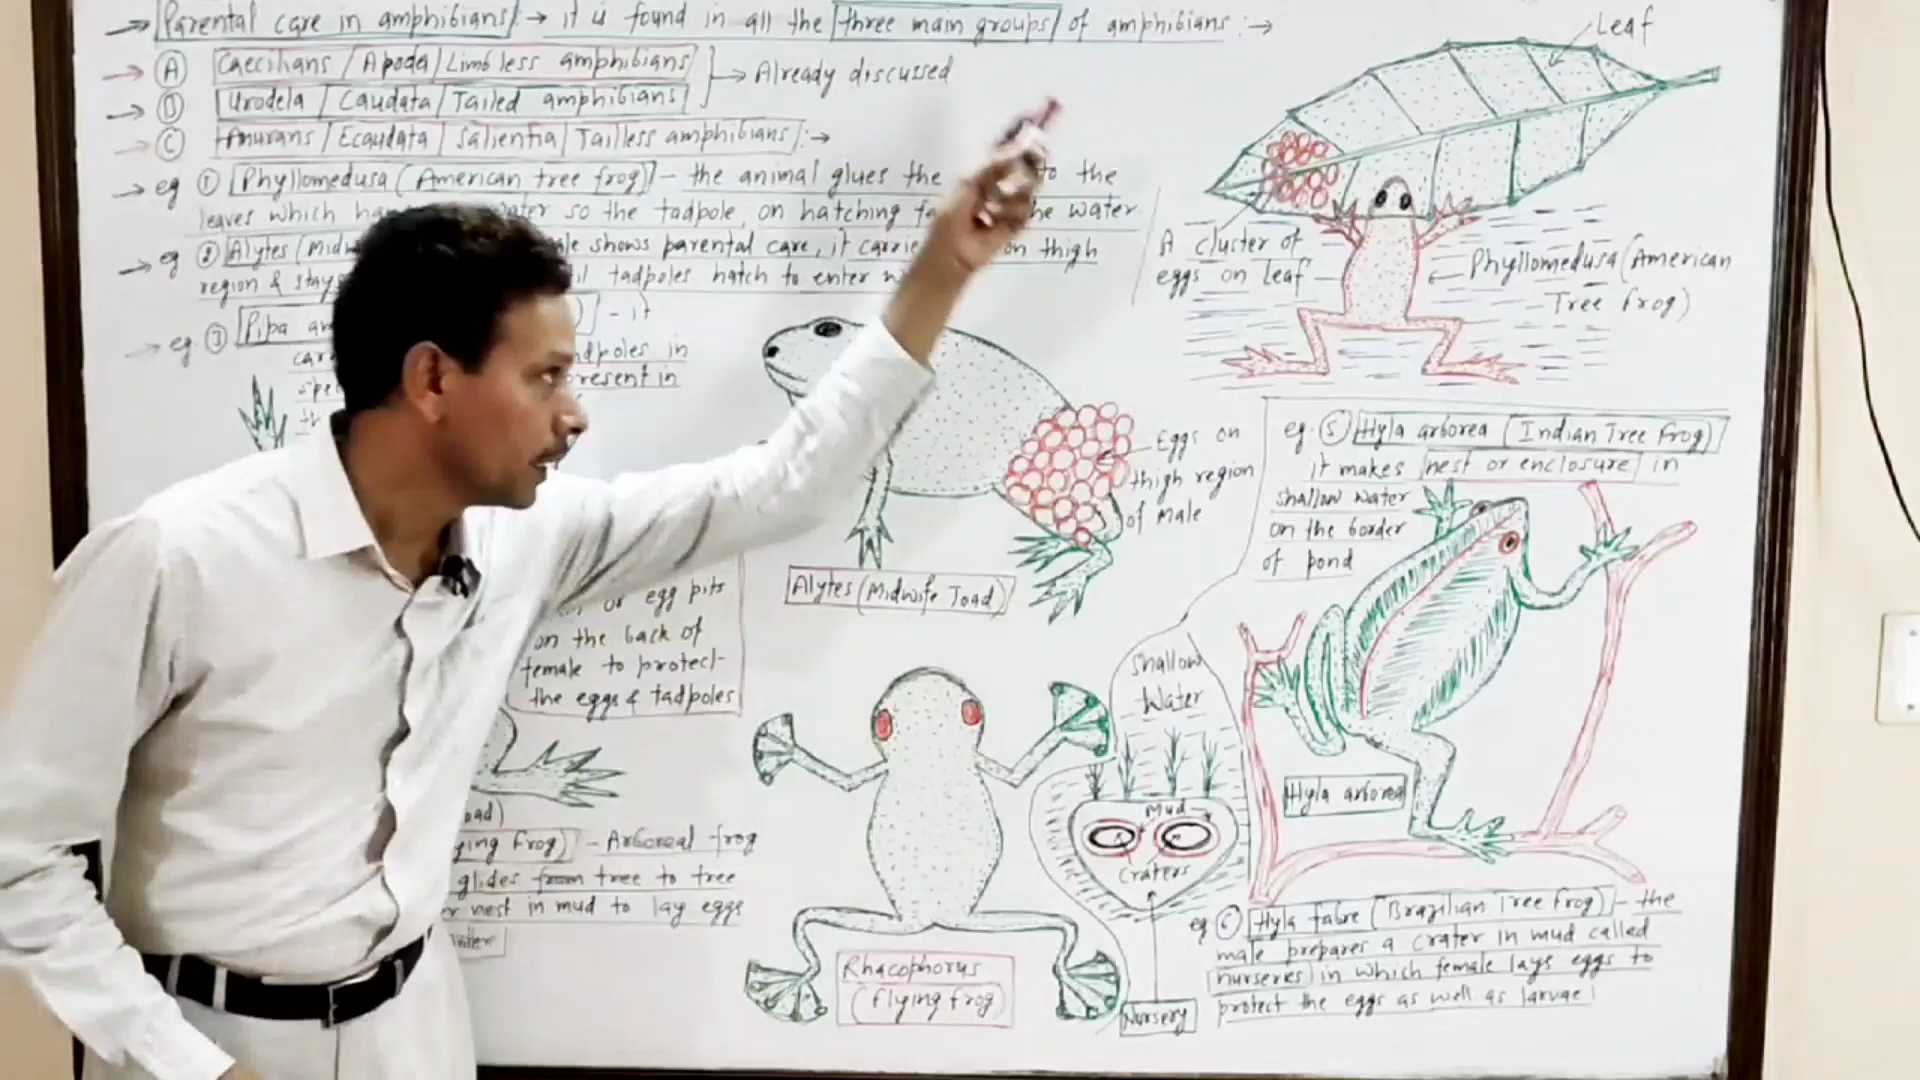 Parental care in amphibians → it is found in all the three main groups of amphibians :→
→ (A) Caecilians / Apoda / Limbless amphibians
→ Already discussed
→ (B) Urodela / Caudata / Tailed amphibians
→ (C) Anurans / Ecaudata / Salientia / Tailless amphibians :→
→ eg ① Phyllomedusa (American tree frog) - the animal glues the to the
leaves which water so the tadpole, on hatching the water
→ eg ② Alytes (Mid shows parental care, it on thigh
region & tadpoles hatch to enter
→ eg ③ Pipa - it
tadpoles in
present in
or egg pits
on the back of
female to protect
the eggs & tadpoles
frog) - Arboreal frog
glides from tree to tree
nest in mud to lay eggs
Leaf
A cluster of
eggs on leaf
Phyllomedusa (American
Tree frog)
Eggs on
thigh region
of Male
Alytes (Midwife Toad)
Rhacophorus
(flying frog)
eg. ⑤ Hyla arborea (Indian Tree frog)
it makes nest or enclosure in
shallow water
on the border
of pond
Hyla arborea
Shallow
Water
Mud
Craters
Nursery
eg ⑥ Hyla fabre (Brazilian Tree frog) - the
male prepares a crater in mud called
nurseries in which female lays eggs to
protect the eggs as well as larvae